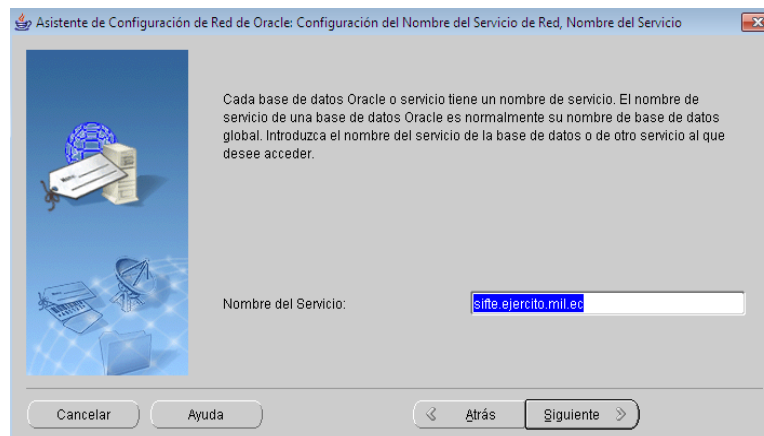 Asistente de Configuración de Red de Oracle: Configuración del Nombre del Servicio de Red, Nombre del Servicio
Cada base de datos Oracle o servicio tiene un nombre de servicio. El nombre de
servicio de una base de datos Oracle es normalmente su nombre de base de datos
global. Introduzca el nombre del servicio de la base de datos o de otro servicio al que
desee acceder.
Nombre del Servicio: sifte.ejercito.mil.ec
Cancelar Ayuda Atrás Siguiente